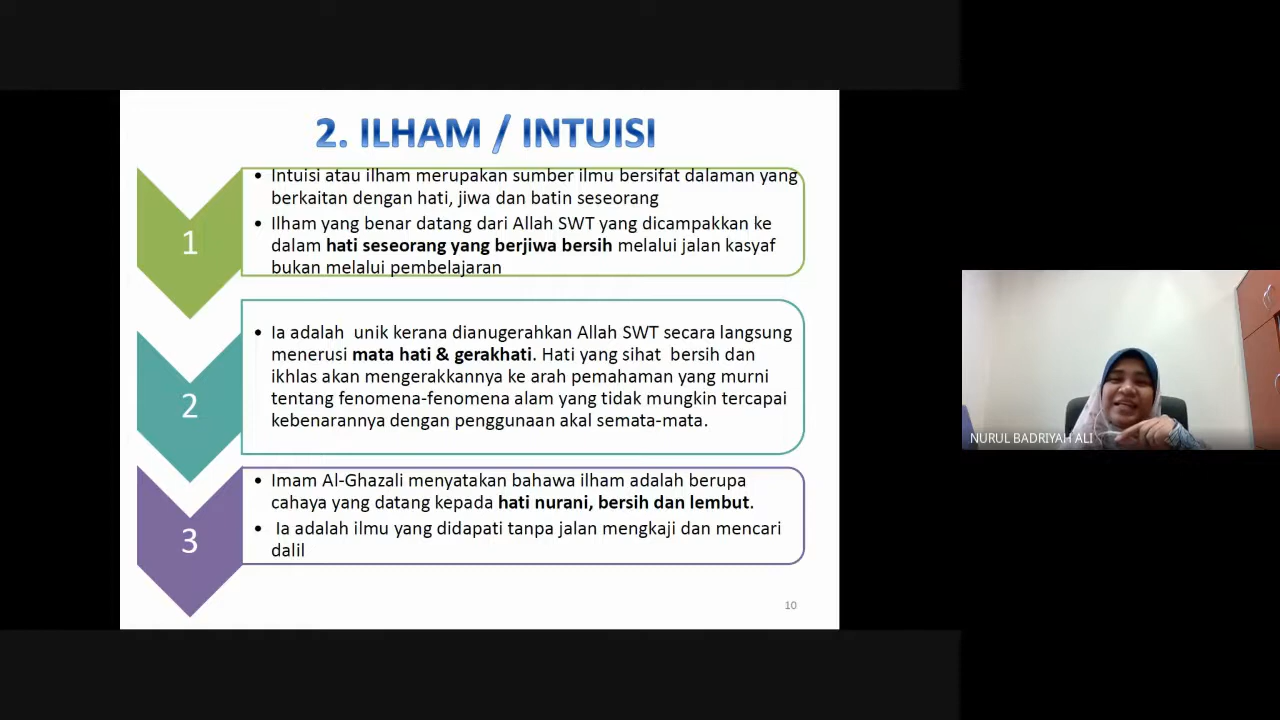 2. ILHAM / INTUISI
1
• Intuisi atau ilham merupakan sumber ilmu bersifat dalaman yang
berkaitan dengan hati, jiwa dan batin seseorang
• Ilham yang benar datang dari Allah SWT yang dicampakkan ke
dalam hati seseorang yang berjiwa bersih melalui jalan kasyaf
bukan melalui pembelajaran
2
• Ia adalah unik kerana dianugerahkan Allah SWT secara langsung
menerusi mata hati & gerakhati. Hati yang sihat bersih dan
ikhlas akan mengerakkannya ke arah pemahaman yang murni
tentang fenomena-fenomena alam yang tidak mungkin tercapai
kebenarannya dengan penggunaan akal semata-mata.
3
• Imam Al-Ghazali menyatakan bahawa ilham adalah berupa
cahaya yang datang kepada hati nurani, bersih dan lembut.
• Ia adalah ilmu yang didapati tanpa jalan mengkaji dan mencari
dalil
10
NURUL BADRIYAH ALI